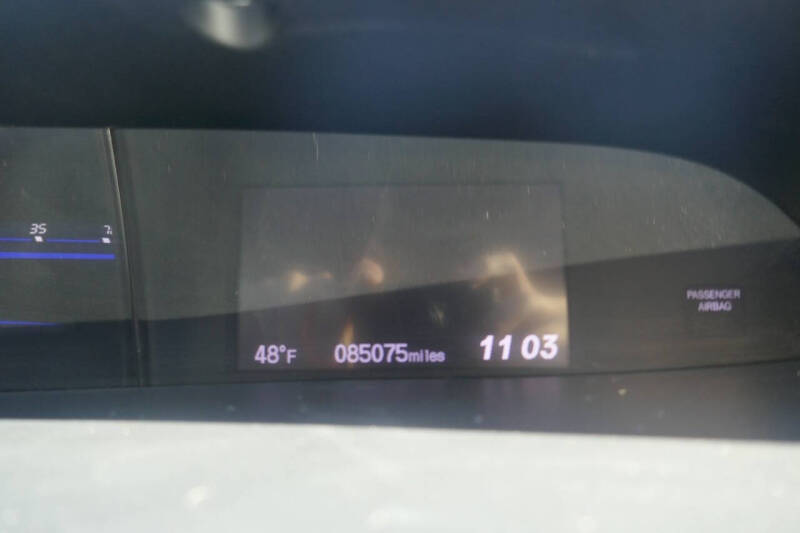 35
PASSENGER
AIRBAG
48°F 085075miles 11 03